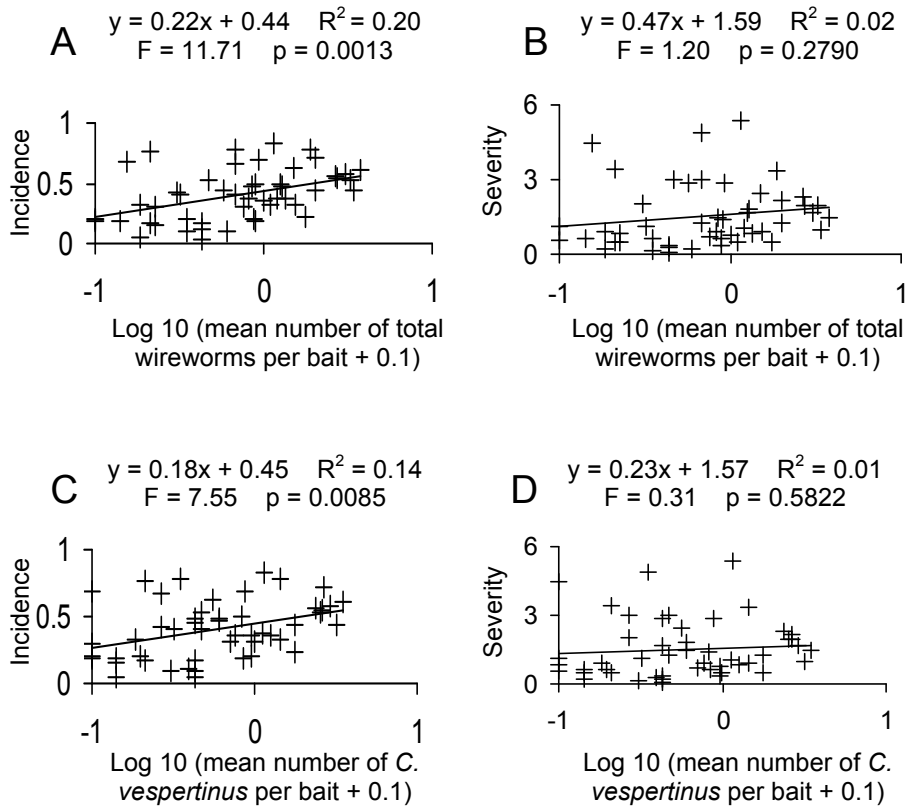 A
y = 0.22x + 0.44 R² = 0.20
F = 11.71 p = 0.0013
Incidence
1
0.5
0
-1 0 1
Log 10 (mean number of total
wireworms per bait + 0.1)
B
y = 0.47x + 1.59 R² = 0.02
F = 1.20 p = 0.2790
Severity
6
3
0
-1 0 1
Log 10 (mean number of total
wireworms per bait + 0.1)
C
y = 0.18x + 0.45 R² = 0.14
F = 7.55 p = 0.0085
Incidence
1
0.5
0
-1 0 1
Log 10 (mean number of C.
vespertinus per bait + 0.1)
D
y = 0.23x + 1.57 R² = 0.01
F = 0.31 p = 0.5822
Severity
6
3
0
-1 0 1
Log 10 (mean number of C.
vespertinus per bait + 0.1)